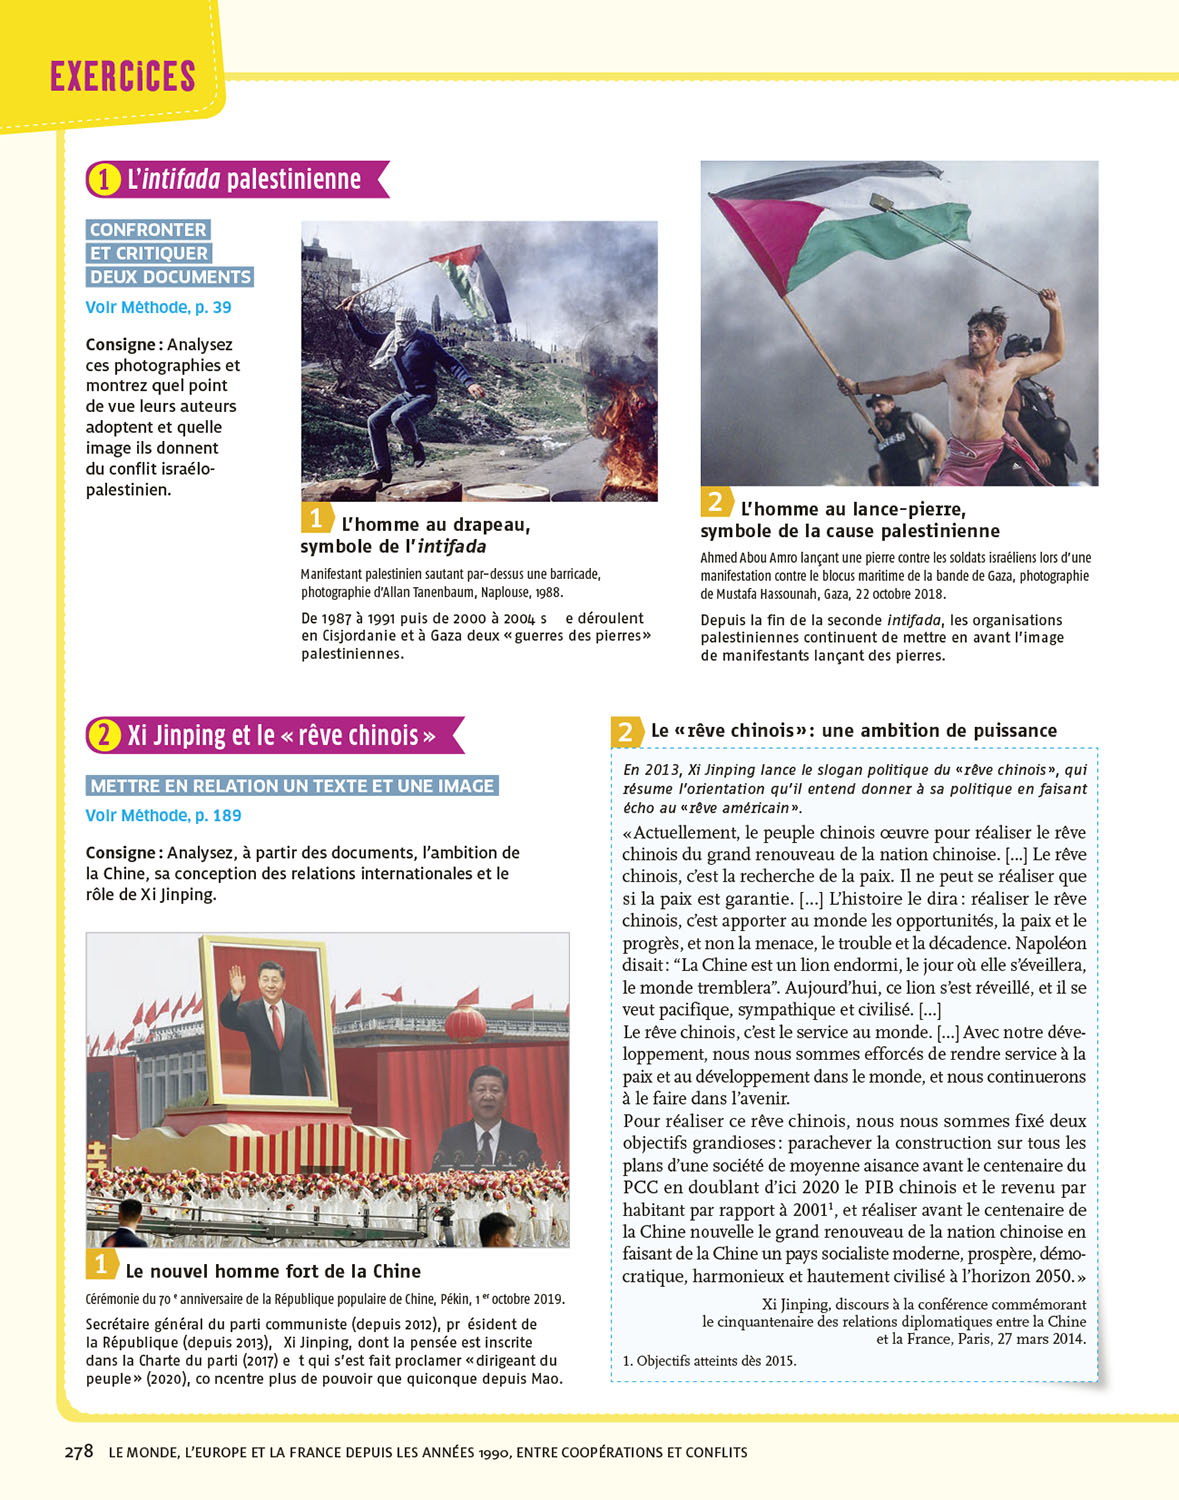 EXERCiCES
1 L'intifada palestinienne
CONFRONTER
ET CRITIQUER
DEUX DOCUMENTS
Voir Méthode, p. 39
Consigne : Analysez
ces photographies et
montrez quel point
de vue leurs auteurs
adoptent et quelle
image ils donnent
du conflit israélo-
palestinien.
1 L'homme au drapeau,
symbole de l'intifada
Manifestant palestinien sautant par-dessus une barricade,
photographie d'Allan Tanenbaum, Naplouse, 1988.
De 1987 à 1991 puis de 2000 à 2004 s e déroulent
en Cisjordanie et à Gaza deux « guerres des pierres »
palestiniennes.
2 L'homme au lance-pierre,
symbole de la cause palestinienne
Ahmed Abou Amro lançant une pierre contre les soldats israéliens lors d'une
manifestation contre le blocus maritime de la bande de Gaza, photographie
de Mustafa Hassounah, Gaza, 22 octobre 2018.
Depuis la fin de la seconde intifada, les organisations
palestiniennes continuent de mettre en avant l'image
de manifestants lançant des pierres.
2 Xi Jinping et le « rêve chinois »
METTRE EN RELATION UN TEXTE ET UNE IMAGE
Voir Méthode, p. 189
Consigne : Analysez, à partir des documents, l'ambition de
la Chine, sa conception des relations internationales et le
rôle de Xi Jinping.
1 Le nouvel homme fort de la Chine
Cérémonie du 70 e anniversaire de la République populaire de Chine, Pékin, 1 er octobre 2019.
Secrétaire général du parti communiste (depuis 2012), pr ésident de
la République (depuis 2013), Xi Jinping, dont la pensée est inscrite
dans la Charte du parti (2017) e t qui s'est fait proclamer « dirigeant du
peuple » (2020), co ncentre plus de pouvoir que quiconque depuis Mao.
2 Le « rêve chinois » : une ambition de puissance
En 2013, Xi Jinping lance le slogan politique du « rêve chinois », qui
résume l'orientation qu'il entend donner à sa politique en faisant
écho au « rêve américain ».
« Actuellement, le peuple chinois œuvre pour réaliser le rêve
chinois du grand renouveau de la nation chinoise. [...] Le rêve
chinois, c'est la recherche de la paix. Il ne peut se réaliser que
si la paix est garantie. [...] L'histoire le dira : réaliser le rêve
chinois, c'est apporter au monde les opportunités, la paix et le
progrès, et non la menace, le trouble et la décadence. Napoléon
disait : “La Chine est un lion endormi, le jour où elle s'éveillera,
le monde tremblera”. Aujourd'hui, ce lion s'est réveillé, et il se
veut pacifique, sympathique et civilisé. [...]
Le rêve chinois, c'est le service au monde. [...] Avec notre déve-
loppement, nous nous sommes efforcés de rendre service à la
paix et au développement dans le monde, et nous continuerons
à le faire dans l'avenir.
Pour réaliser ce rêve chinois, nous nous sommes fixé deux
objectifs grandioses : parachever la construction sur tous les
plans d'une société de moyenne aisance avant le centenaire du
PCC en doublant d'ici 2020 le PIB chinois et le revenu par
habitant par rapport à 2001¹, et réaliser avant le centenaire de
la Chine nouvelle le grand renouveau de la nation chinoise en
faisant de la Chine un pays socialiste moderne, prospère, démo-
cratique, harmonieux et hautement civilisé à l'horizon 2050. »
Xi Jinping, discours à la conférence commémorant
le cinquantenaire des relations diplomatiques entre la Chine
et la France, Paris, 27 mars 2014.
1. Objectifs atteints dès 2015.
278 LE MONDE, L'EUROPE ET LA FRANCE DEPUIS LES ANNÉES 1990, ENTRE COOPÉRATIONS ET CONFLITS